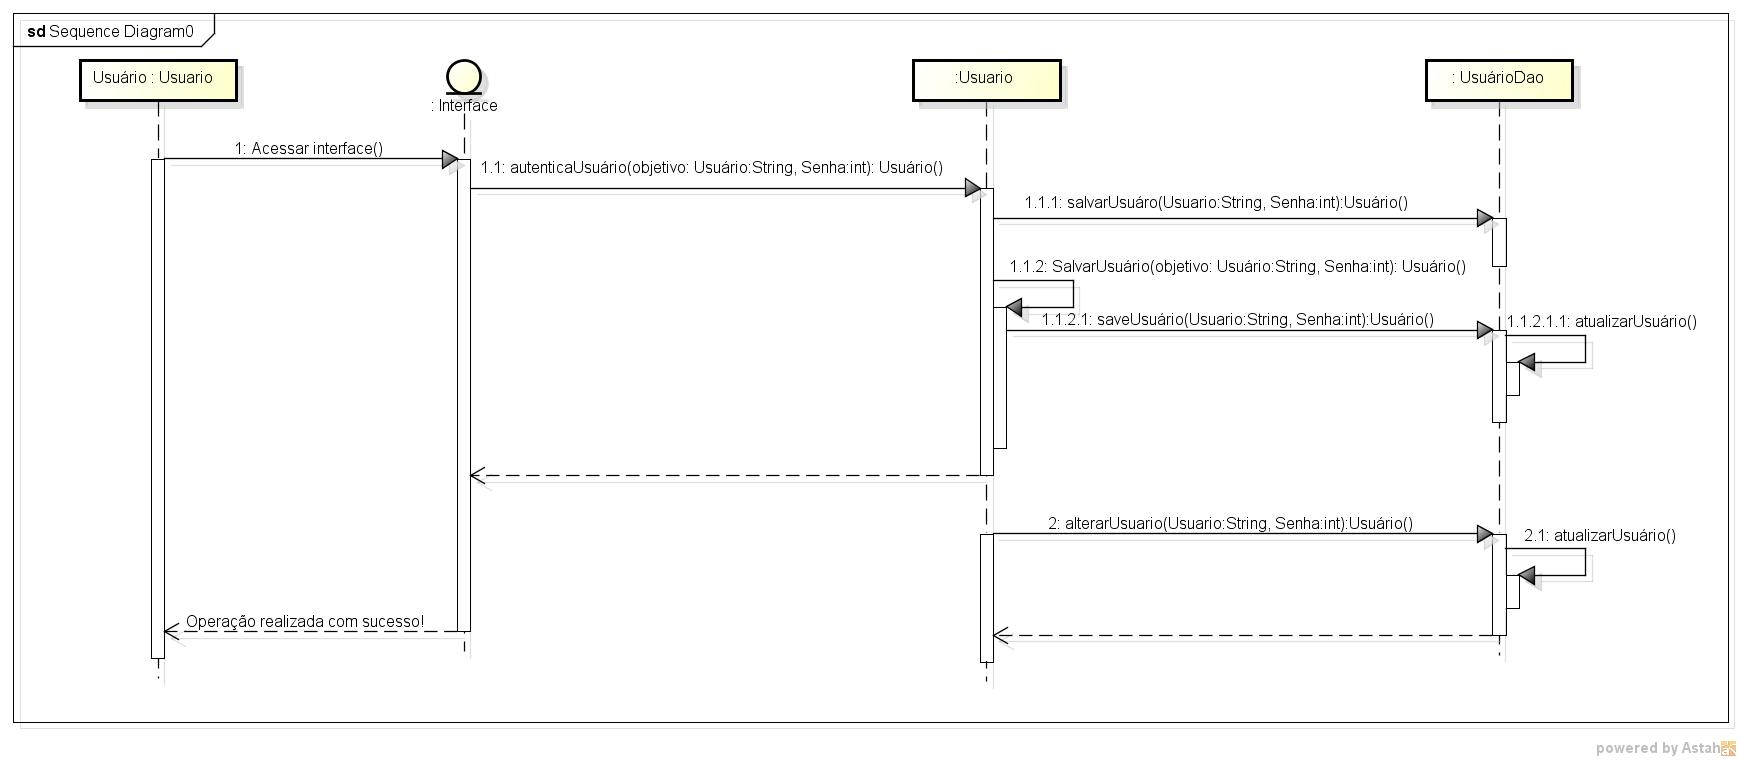 sd Sequence Diagram0
Usuário : Usuario
: Interface
:Usuario
: UsuárioDao
1: Acessar interface()
1.1: autenticaUsuário(objetivo: Usuário:String, Senha:int): Usuário()
1.1.1: salvarUsuáro(Usuario:String, Senha:int):Usuário()
1.1.2: SalvarUsuário(objetivo: Usuário:String, Senha:int): Usuário()
1.1.2.1: saveUsuário(Usuario:String, Senha:int):Usuário()
1.1.2.1.1: atualizarUsuário()
2: alterarUsuario(Usuario:String, Senha:int):Usuário()
2.1: atualizarUsuário()
Operação realizada com sucesso!
powered by Astah